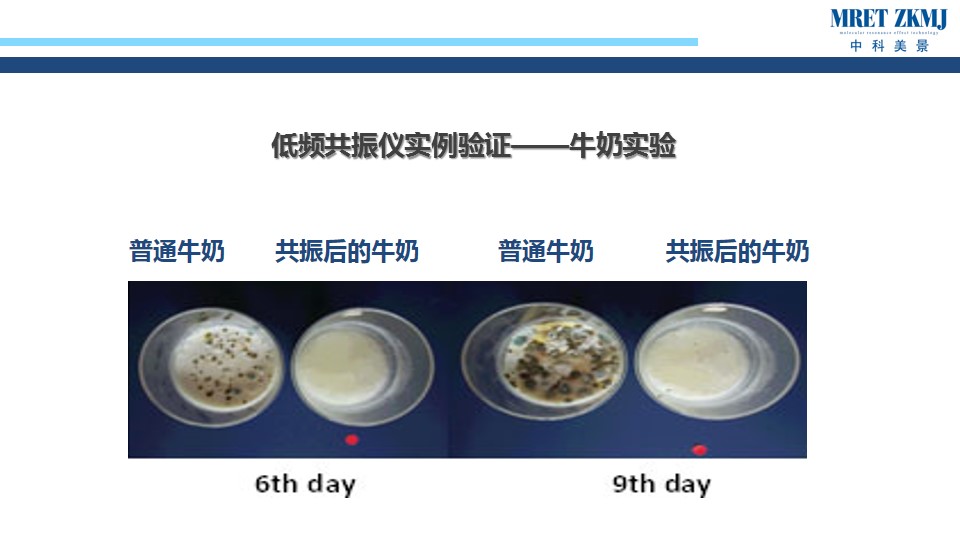 MRET ZKMJ
molecular resonance effect technology
中科美景
低频共振仪实例验证——牛奶实验
普通牛奶 共振后的牛奶 普通牛奶 共振后的牛奶
6th day 9th day